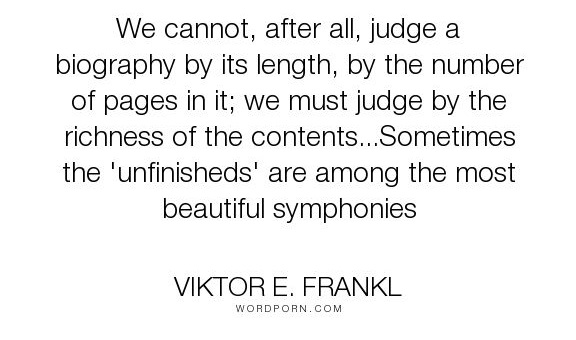 We cannot, after all, judge a
biography by its length, by the number
of pages in it; we must judge by the
richness of the contents...Sometimes
the 'unfinisheds' are among the most
beautiful symphonies
VIKTOR E. FRANKL
WORDPORN.COM